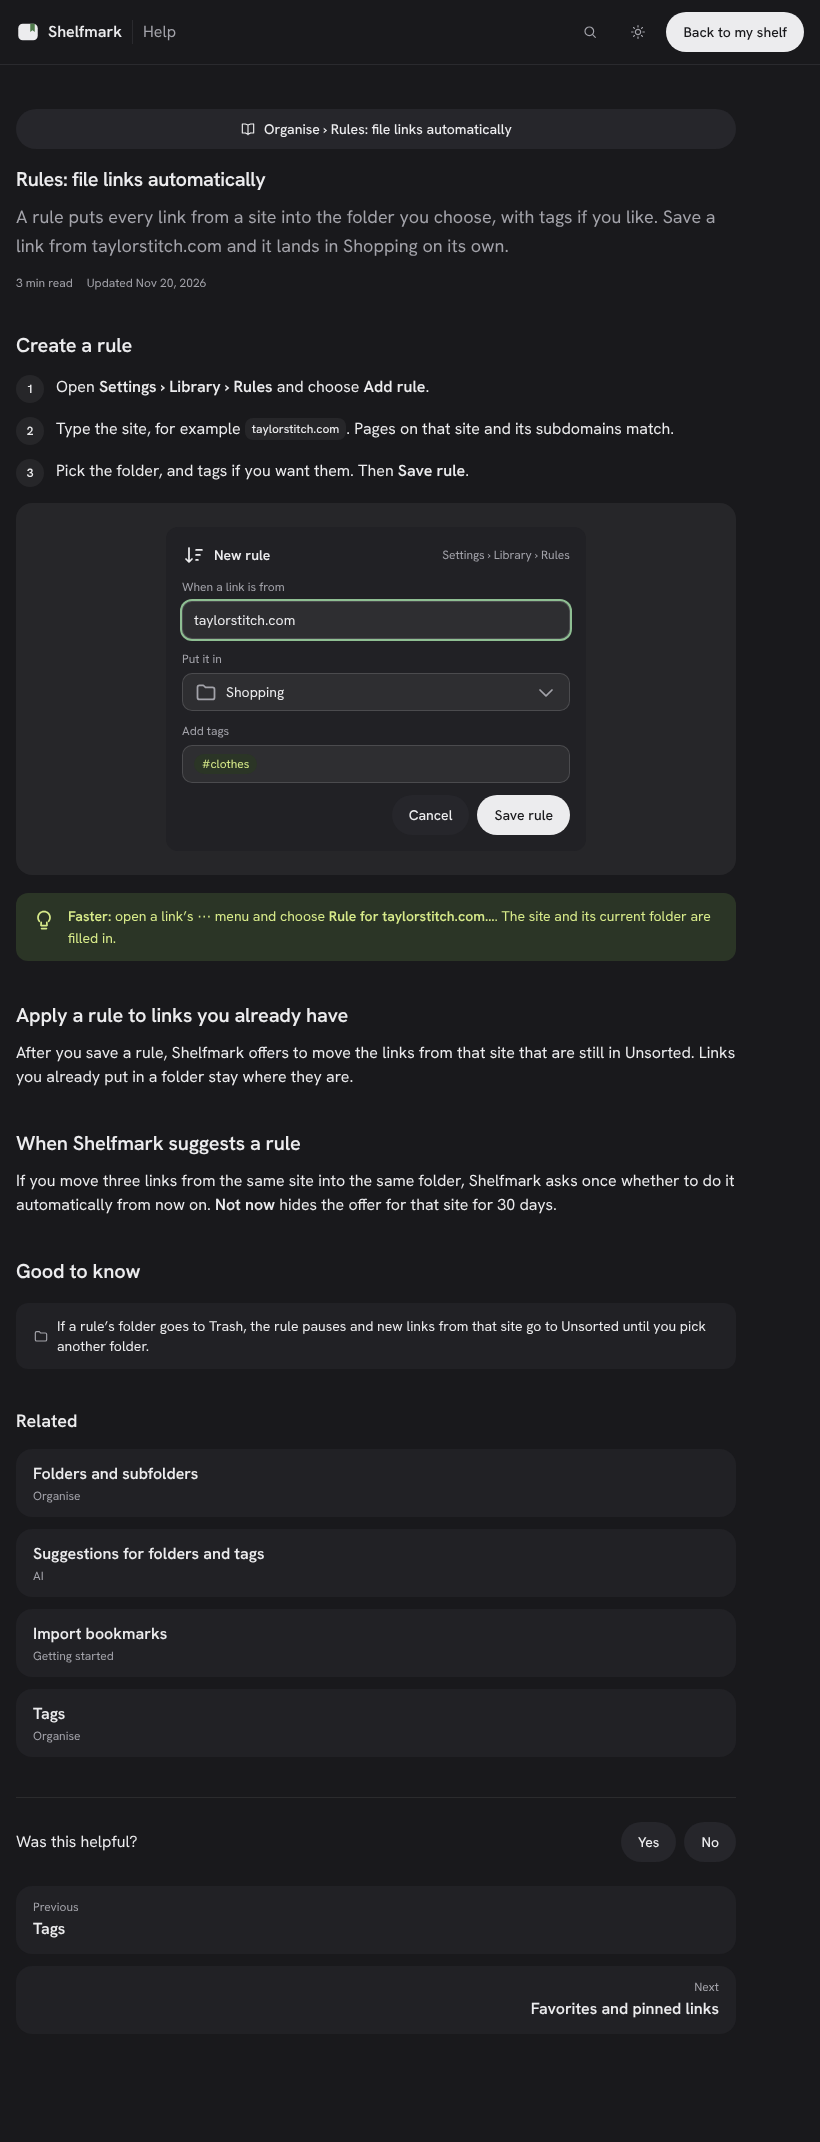 Shelfmark
Help
Back to my shelf
Organise › Rules: file links automatically
Rules: file links automatically
A rule puts every link from a site into the folder you choose, with tags if you like. Save a
link from taylorstitch.com and it lands in Shopping on its own.
3 min read Updated Nov 20, 2026
Create a rule
1 Open Settings › Library › Rules and choose Add rule.
2 Type the site, for example taylorstitch.com. Pages on that site and its subdomains match.
3 Pick the folder, and tags if you want them. Then Save rule.
New rule
Settings › Library › Rules
When a link is from
taylorstitch.com
Put it in
Shopping
Add tags
#clothes
Cancel
Save rule
Faster: open a link’s ⋯ menu and choose Rule for taylorstitch.com…. The site and its current folder are
filled in.
Apply a rule to links you already have
After you save a rule, Shelfmark offers to move the links from that site that are still in Unsorted. Links
you already put in a folder stay where they are.
When Shelfmark suggests a rule
If you move three links from the same site into the same folder, Shelfmark asks once whether to do it
automatically from now on. Not now hides the offer for that site for 30 days.
Good to know
If a rule’s folder goes to Trash, the rule pauses and new links from that site go to Unsorted until you pick
another folder.
Related
Folders and subfolders
Organise
Suggestions for folders and tags
AI
Import bookmarks
Getting started
Tags
Organise
Was this helpful?
Yes
No
Previous
Tags
Next
Favorites and pinned links